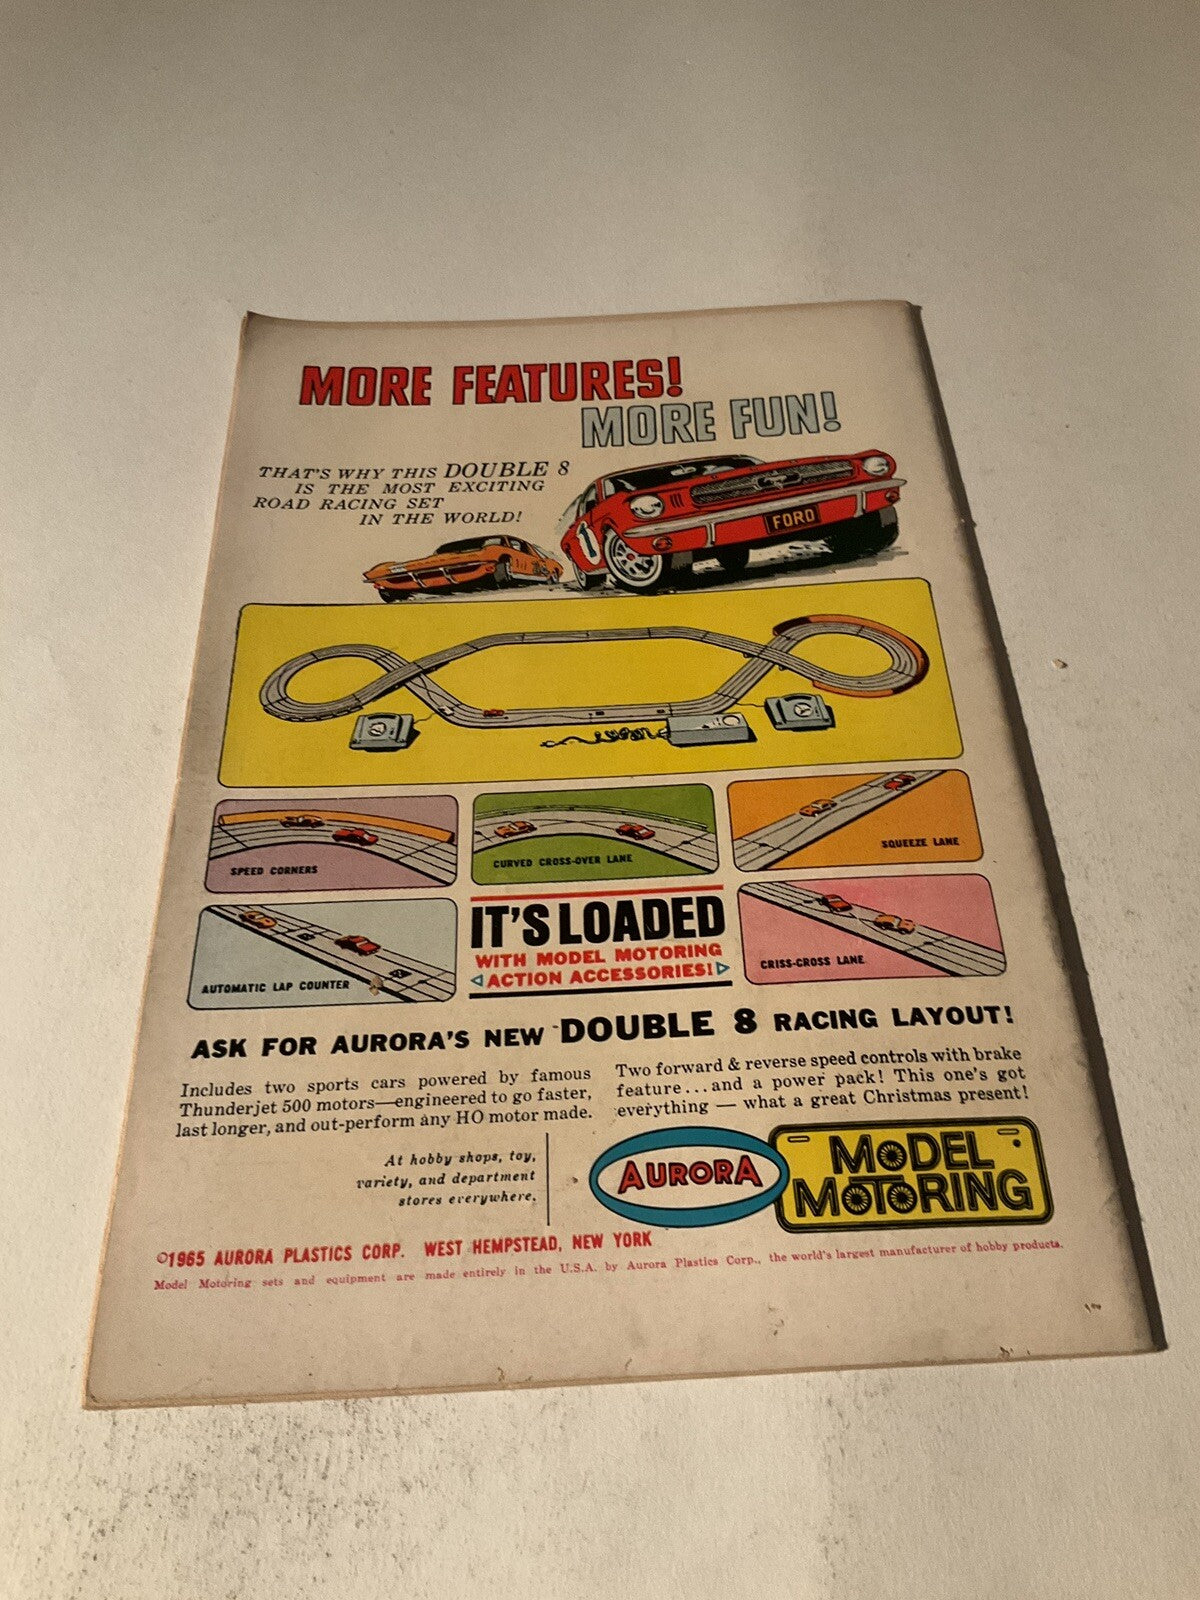 MORE FEATURES!
MORE FUN!
THAT'S WHY THIS DOUBLE 8
IS THE MOST EXCITING
ROAD RACING SET
IN THE WORLD!
1
FORD
SPEED CORNERS
CURVED CROSS-OVER LANE
SQUEEZE LANE
AUTOMATIC LAP COUNTER
IT'S LOADED
WITH MODEL MOTORING
ACTION ACCESSORIES!
CRISS-CROSS LANE
ASK FOR AURORA'S NEW DOUBLE 8 RACING LAYOUT!
Includes two sports cars powered by famous
Thunderjet 500 motors—engineered to go faster,
last longer, and out-perform any HO motor made.
Two forward & reverse speed controls with brake
feature...and a power pack! This one's got
everything — what a great Christmas present!
At hobby shops, toy,
variety, and department
stores everywhere.
AURORA
MODEL
MOTORING
©1965 AURORA PLASTICS CORP. WEST HEMPSTEAD, NEW YORK
Model Motoring sets and equipment are made entirely in the U.S.A. by Aurora Plastics Corp., the world's largest manufacturer of hobby products.